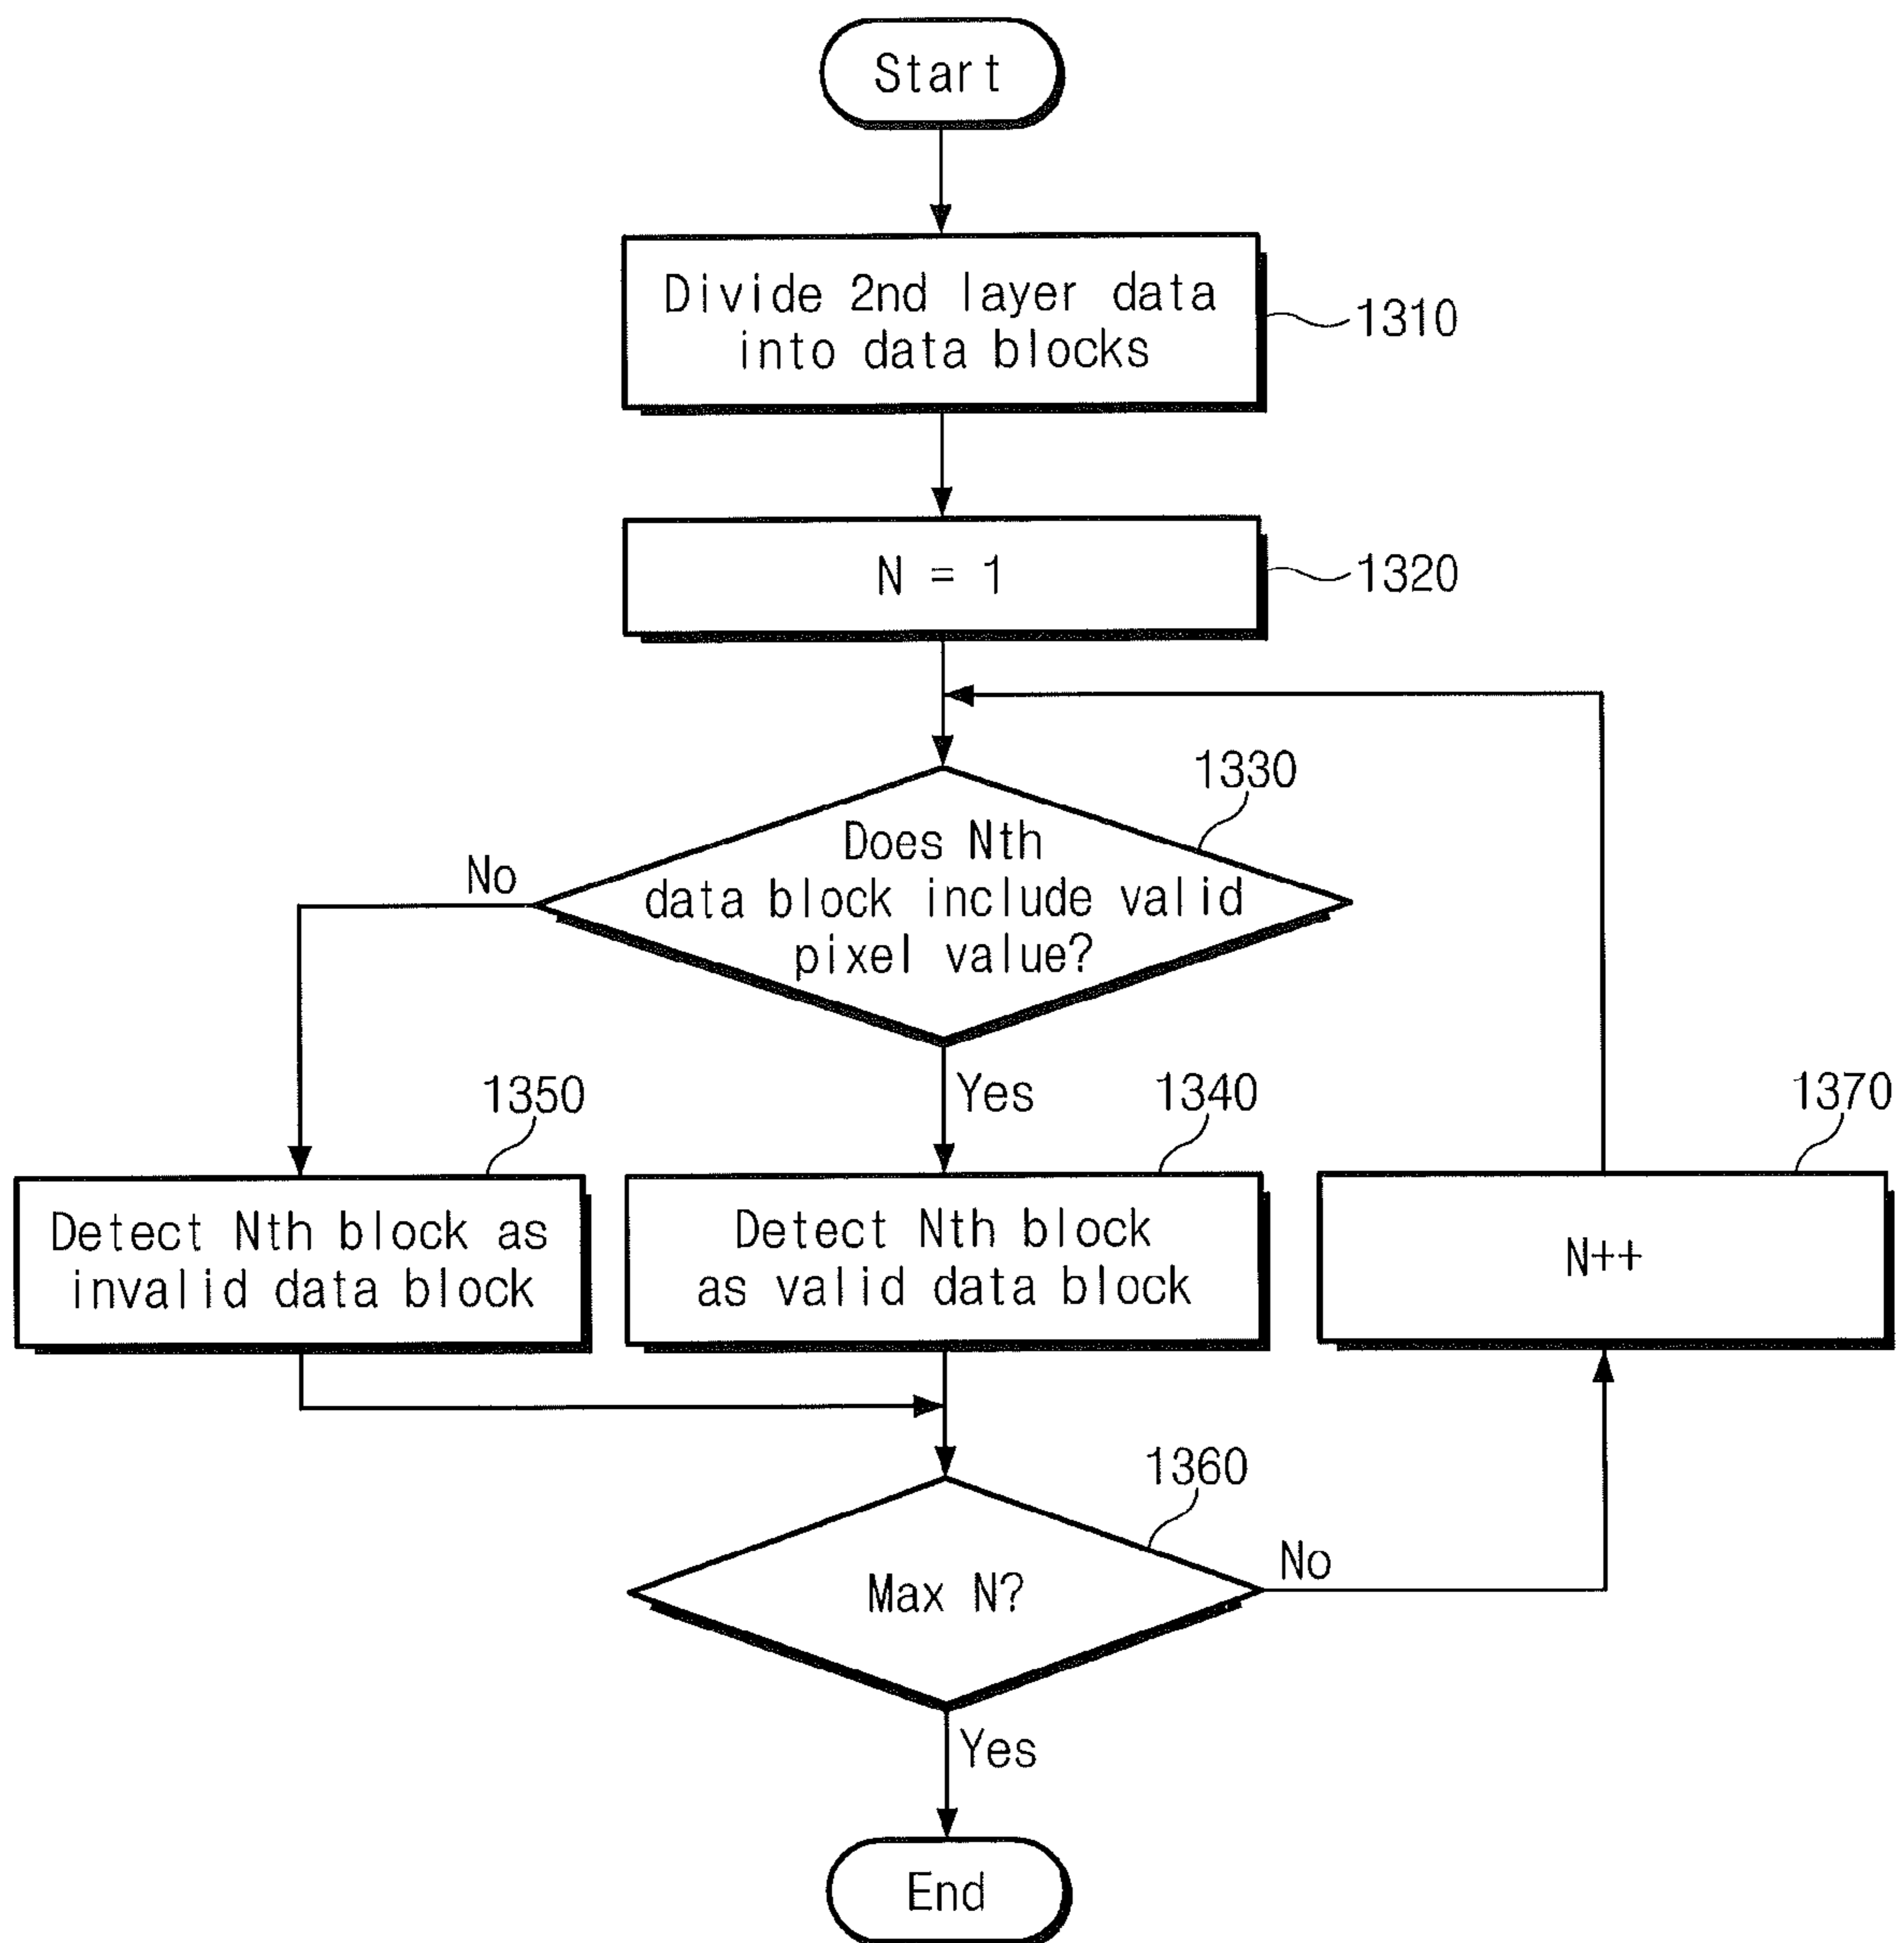 Start
Divide 2nd layer data
into data blocks
1310
N = 1
1320
1330
Does Nth
data block include valid
pixel value?
No
Yes
1350
1340
1370
Detect Nth block as
invalid data block
Detect Nth block
as valid data block
N++
1360
Max N?
No
Yes
End